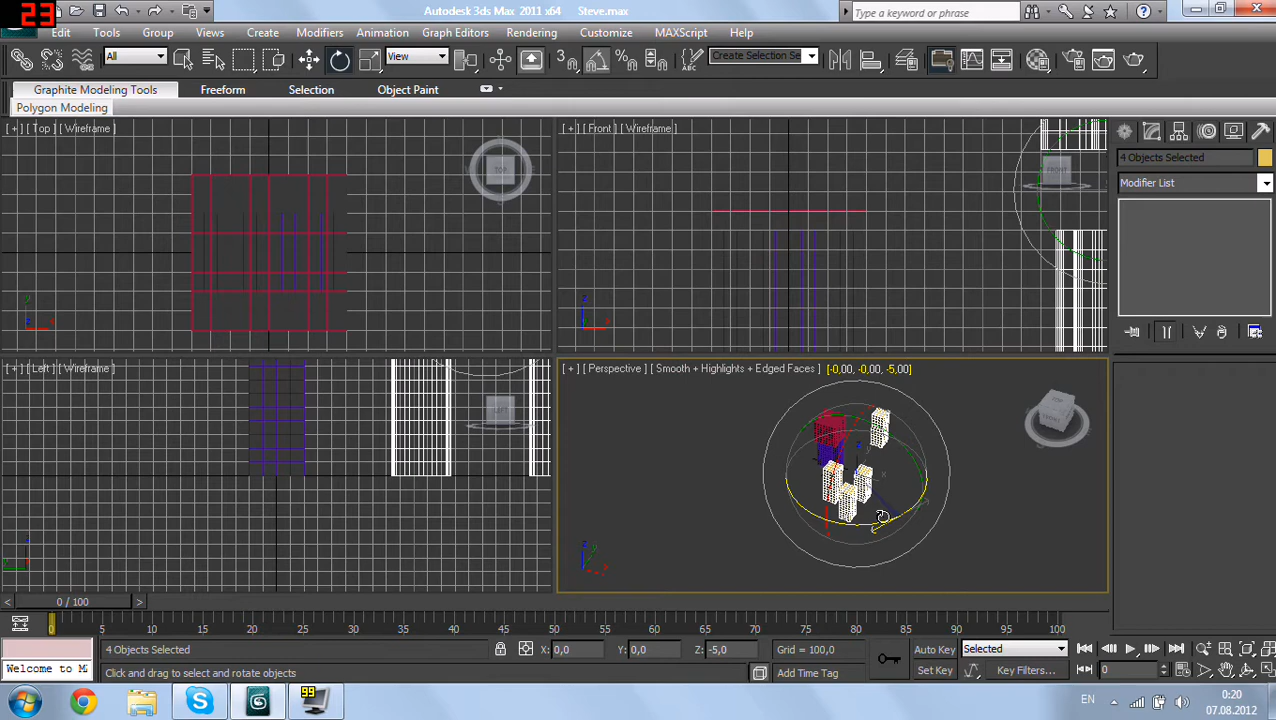 23
Autodesk 3ds Max 2011 x64 Steve.max
Type a keyword or phrase
Edit Tools Group Views Create Modifiers Animation Graph Editors Rendering Customize MAXScript Help
All View 3 Create Selection Se
Graphite Modeling Tools Freeform Selection Object Paint
Polygon Modeling
[ + ] [ Top ] [ Wireframe ] [ + ] [ Front ] [ Wireframe ]
TOP FRONT
4 Objects Selected
Modifier List
[ + ] [ Left ] [ Wireframe ] [ + ] [ Perspective ] [ Smooth + Highlights + Edged Faces ] [-0,00, -0,00, -5,00]
LEFT TOP
< 0 / 100 >
0 5 10 15 20 25 30 35 40 45 50 55 60 65 70 75 80 85 90 95 100
4 Objects Selected X: 0,0 Y: 0,0 Z: -5,0 Grid = 100,0 Auto Key Selected
Welcome to M Click and drag to select and rotate objects Add Time Tag Set Key Key Filters... 0
99 EN 0:20
07.08.2012